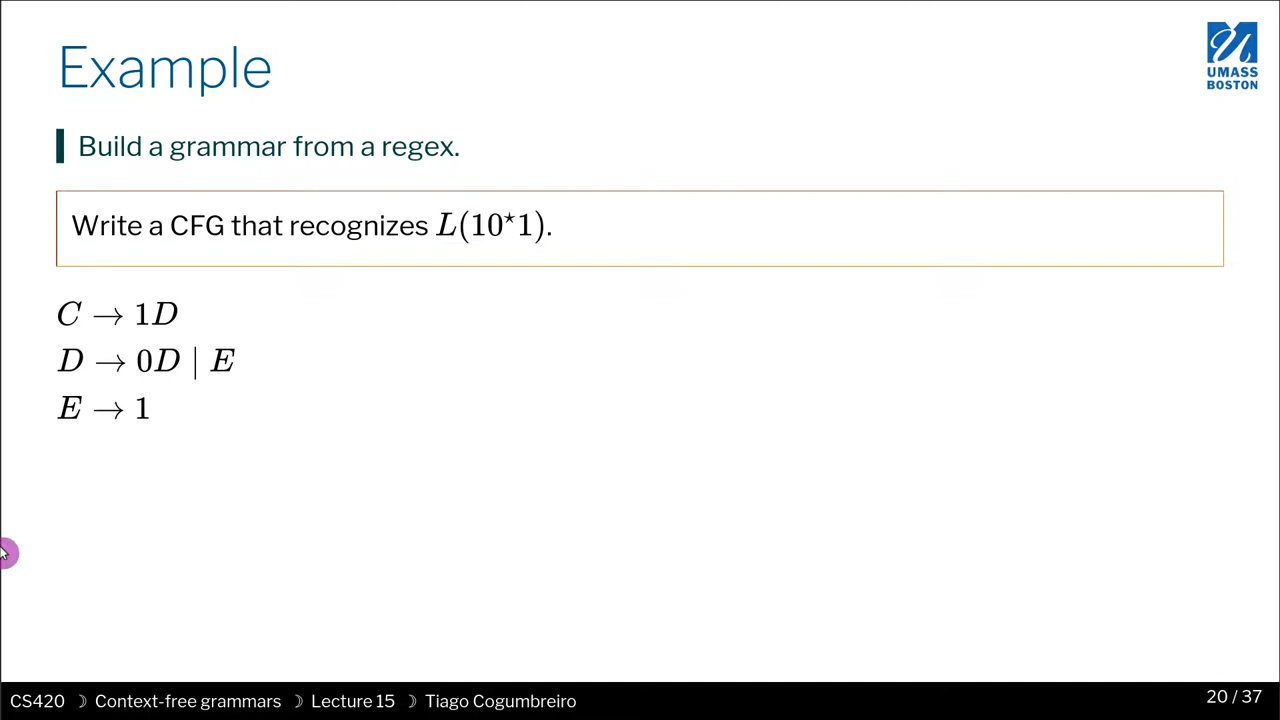 Example
UMASS
BOSTON
Build a grammar from a regex.
Write a CFG that recognizes L(10⋆1).
C → 1D
D → 0D | E
E → 1
CS420 ☽ Context-free grammars ☽ Lecture 15 ☽ Tiago Cogumbreiro
20 / 37